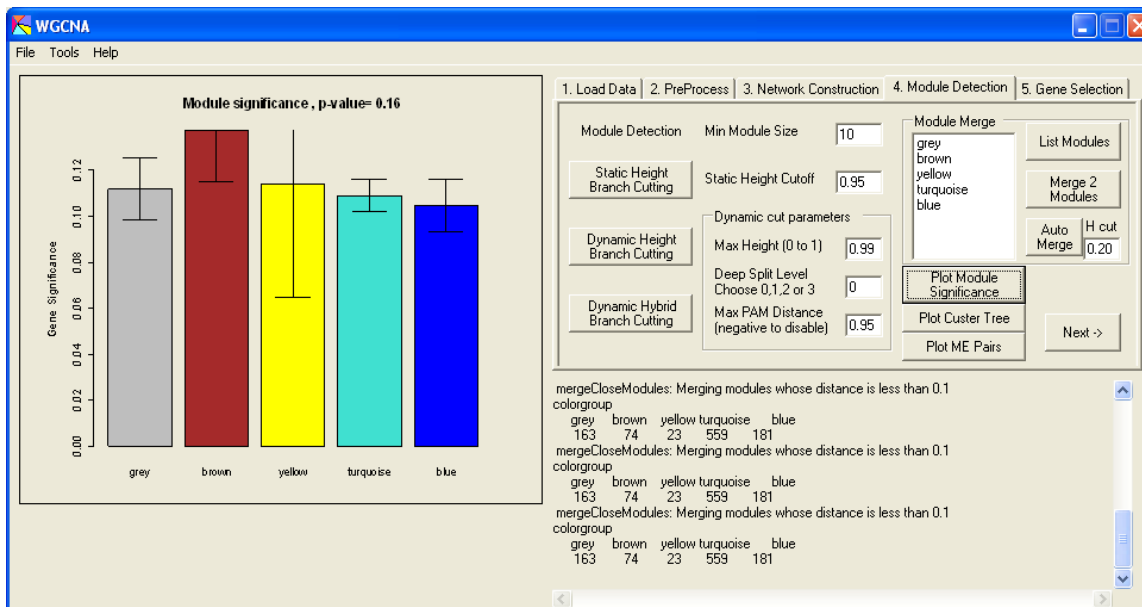 WGCNA
File Tools Help
Module significance , p-value= 0.16
Gene Significance
0.12
0.10
0.08
0.06
0.04
0.02
0.00
grey brown yellow turquoise blue
1. Load Data 2. PreProcess 3. Network Construction 4. Module Detection 5. Gene Selection
Module Detection
Static Height
Branch Cutting
Dynamic Height
Branch Cutting
Dynamic Hybrid
Branch Cutting
Min Module Size 10
Static Height Cutoff 0.95
Dynamic cut parameters
Max Height (0 to 1) 0.99
Deep Split Level
Choose 0,1,2 or 3 0
Max PAM Distance
(negative to disable) 0.95
Module Merge
grey
brown
yellow
turquoise
blue
List Modules
Merge 2
Modules
Auto
Merge
H cut
0.20
Plot Module
Significance
Plot Custer Tree
Plot ME Pairs
Next ->
mergeCloseModules: Merging modules whose distance is less than 0.1
colorgroup
grey brown yellow turquoise blue
163 74 23 559 181
mergeCloseModules: Merging modules whose distance is less than 0.1
colorgroup
grey brown yellow turquoise blue
163 74 23 559 181
mergeCloseModules: Merging modules whose distance is less than 0.1
colorgroup
grey brown yellow turquoise blue
163 74 23 559 181